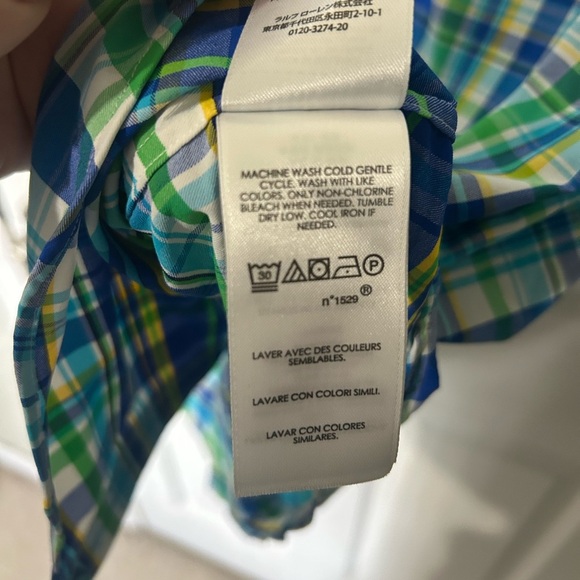 ラルフ ローレン株式会社
東京都千代田区永田町2-10-1
0120-3274-20
MACHINE WASH COLD GENTLE
CYCLE. WASH WITH LIKE
COLORS. ONLY NON-CHLORINE
BLEACH WHEN NEEDED. TUMBLE
DRY LOW. COOL IRON IF
NEEDED.
30 P
n°1529 ®
LAVER AVEC DES COULEURS
SEMBLABLES.
LAVARE CON COLORI SIMILI.
LAVAR CON COLORES
SIMILARES.